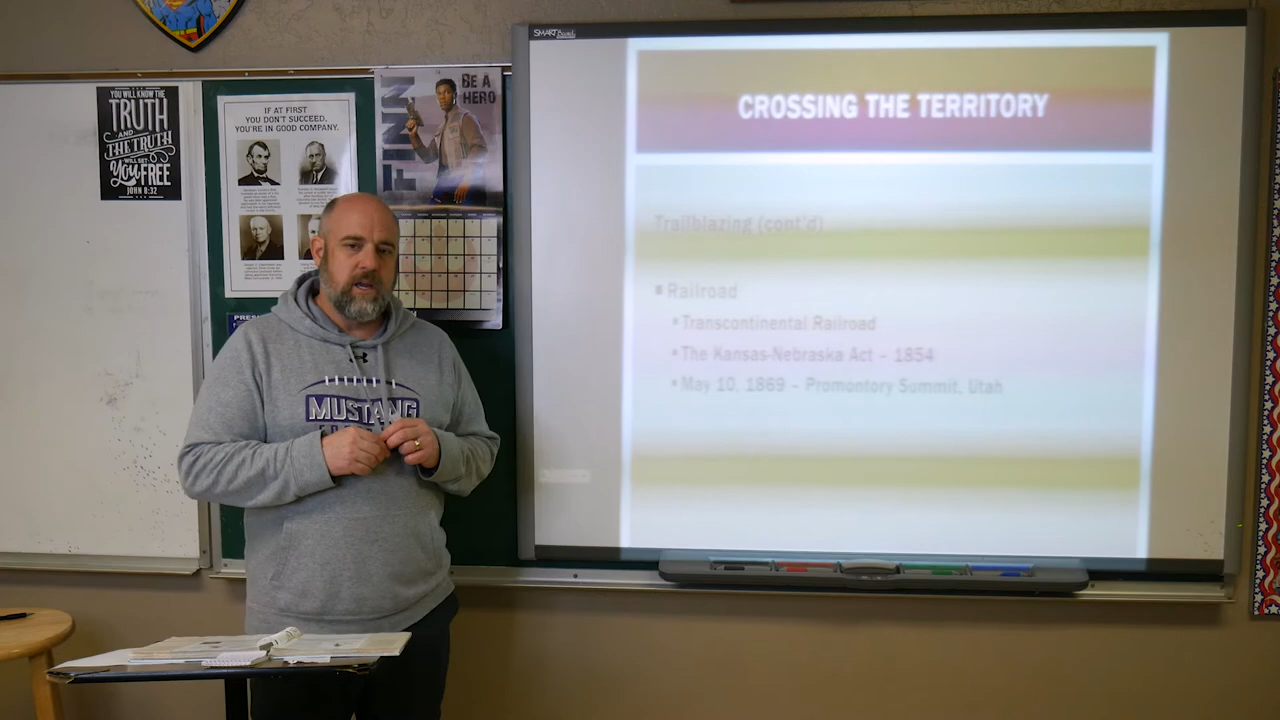 SMART Board
YOU WILL KNOW THE
TRUTH
AND
THE TRUTH
WILL SET
You FREE
JOHN 8:32
IF AT FIRST
YOU DON'T SUCCEED,
YOU'RE IN GOOD COMPANY.
FINN
BE A
HERO
MUSTANG
CROSSING THE TERRITORY
Trailblazing (cont'd)
▪ Railroad
▪ Transcontinental Railroad
▪ The Kansas-Nebraska Act – 1854
▪ May 10, 1869 – Promontory Summit, Utah